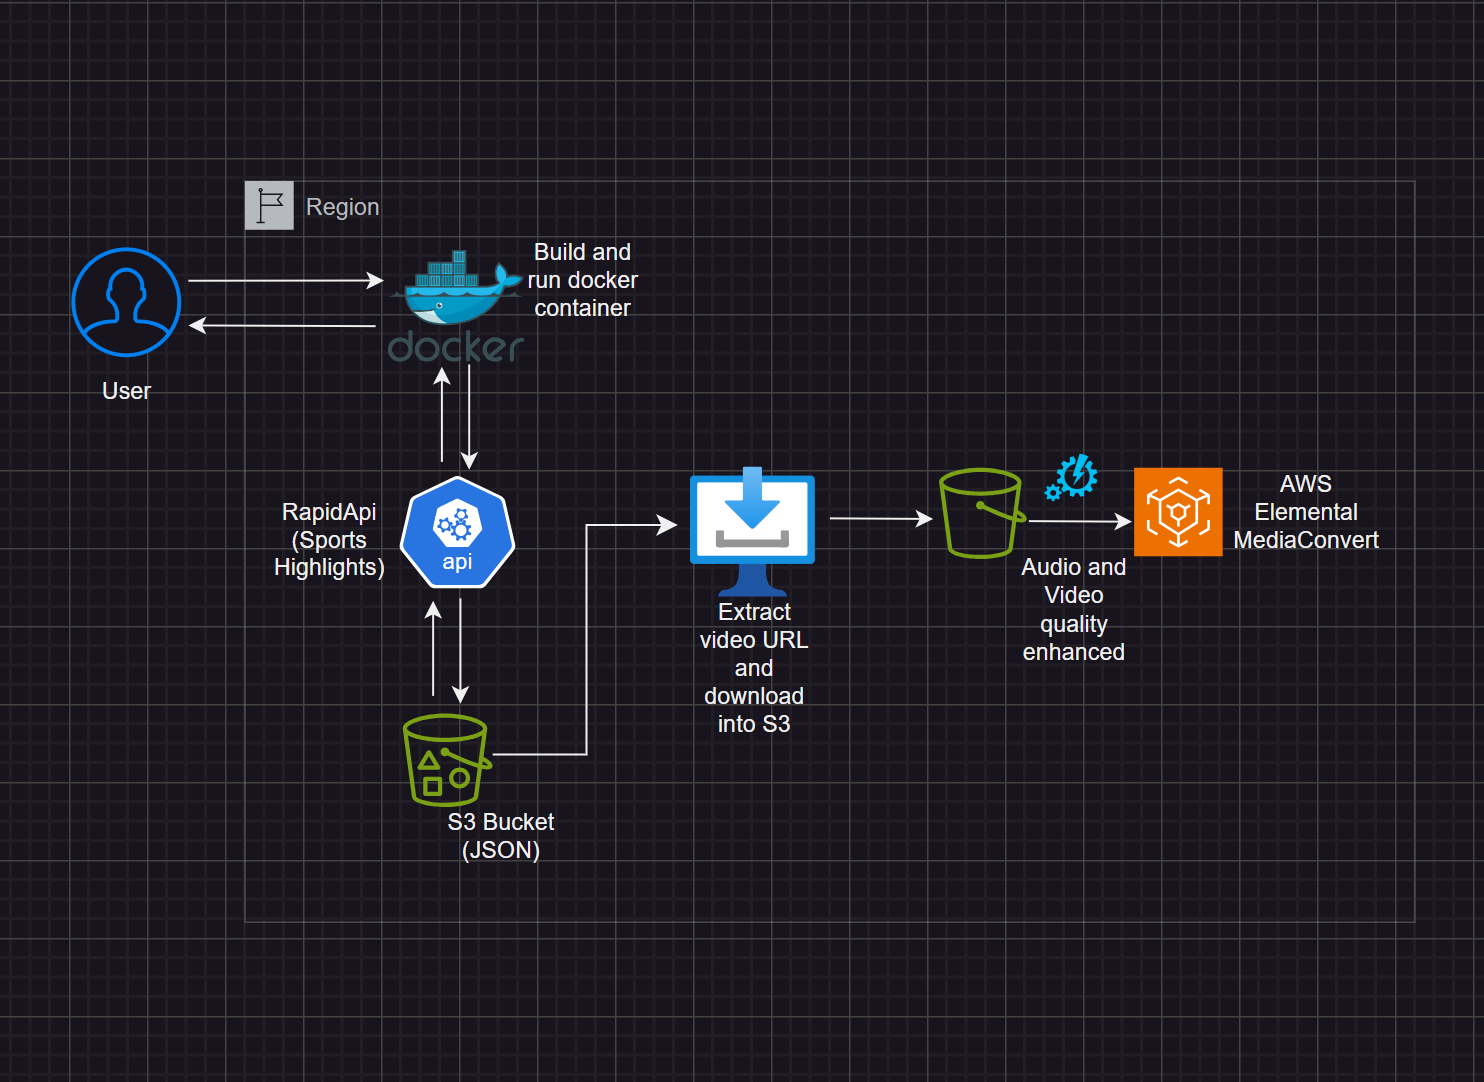 Region
Build and
run docker
container
docker
User
RapidApi
(Sports
Highlights)
api
Extract
video URL
and
download
into S3
Audio and
Video
quality
enhanced
AWS
Elemental
MediaConvert
S3 Bucket
(JSON)